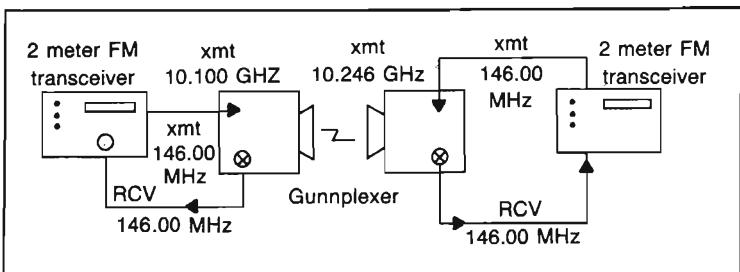 2 meter FM
transceiver
xmt
10.100 GHZ
xmt
10.246 GHz
xmt
146.00
MHz
2 meter FM
transceiver
xmt
146.00
MHz
RCV
146.00 MHz
Gunnplexer
RCV
146.00 MHz